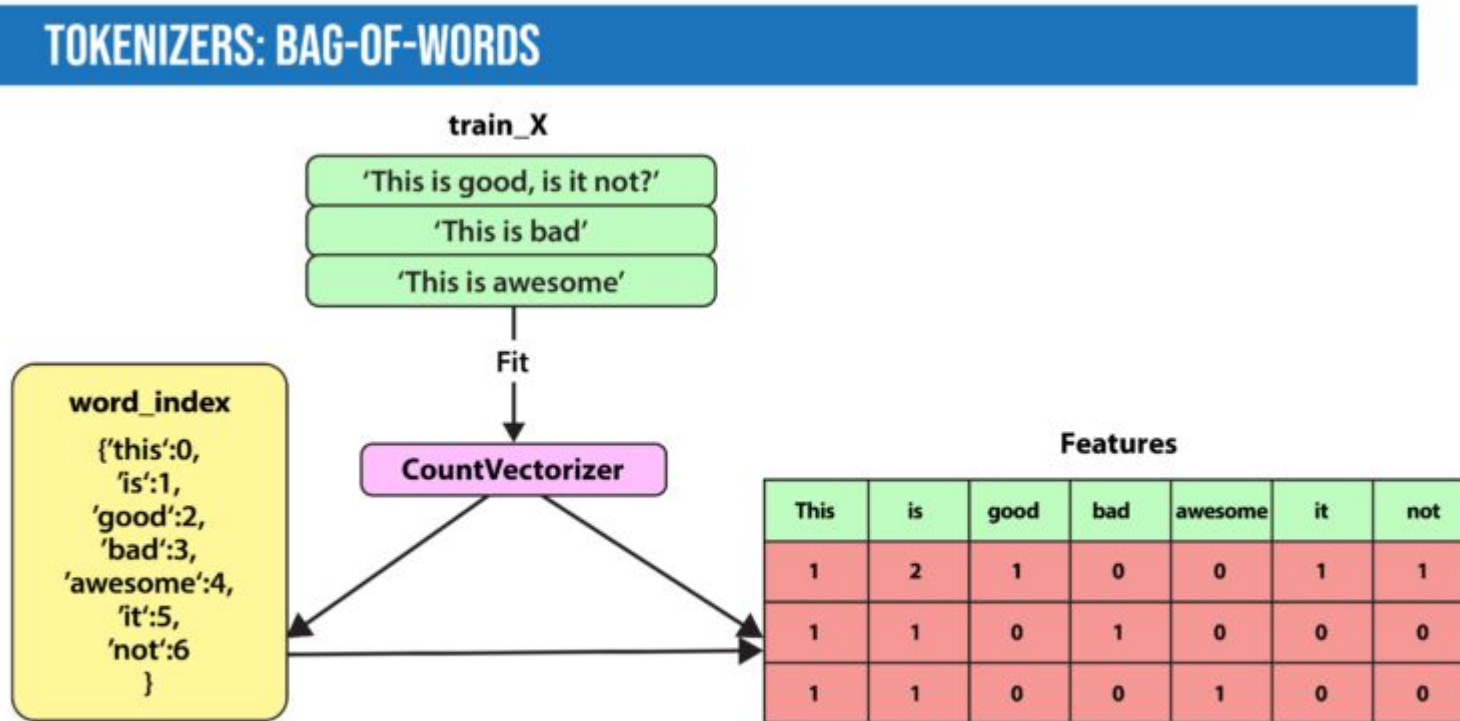 TOKENIZERS: BAG-OF-WORDS
train_X
‘This is good, is it not?’
‘This is bad’
‘This is awesome’
Fit
CountVectorizer
word_index
{’this‘:0,
’is‘:1,
’good‘:2,
’bad‘:3,
’awesome‘:4,
’it‘:5,
’not‘:6
}
Features
This is good bad awesome it not
1 2 1 0 0 1 1
1 1 0 1 0 0 0
1 1 0 0 1 0 0